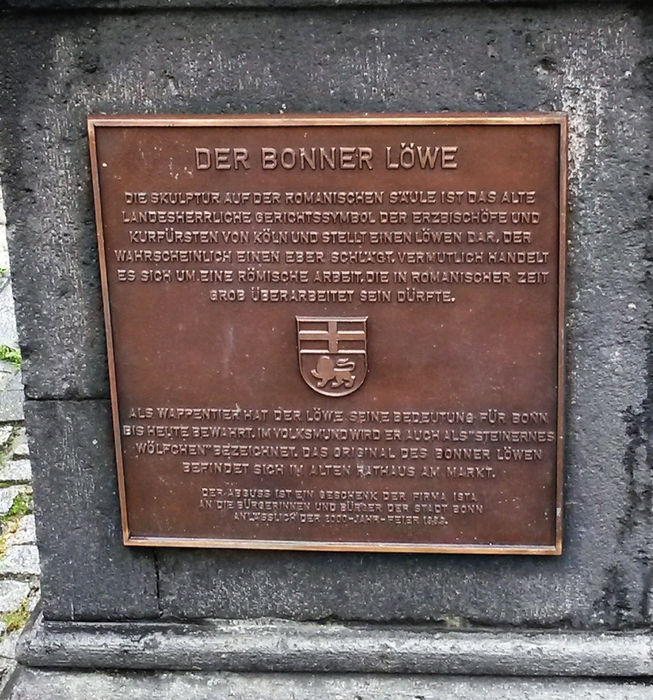 DER BONNER LÖWE
DIE SKULPTUR AUF DER ROMANISCHEN SÄULE IST DAS ALTE
LANDESHERRLICHE GERICHTSSYMBOL DER ERZBISCHÖFE UND
KURFÜRSTEN VON KÖLN UND STELLT EINEN LÖWEN DAR, DER
WAHRSCHEINLICH EINEN EBER SCHLÄGT. VERMUTLICH HANDELT
ES SICH UM EINE RÖMISCHE ARBEIT, DIE IN ROMANISCHER ZEIT
GROB ÜBERARBEITET SEIN DÜRFTE.
ALS WAPPENTIER HAT DER LÖWE SEINE BEDEUTUNG FÜR BONN
BIS HEUTE BEWAHRT. IM VOLKSMUND WIRD ER AUCH ALS "STEINERNES
WÖLFCHEN" BEZEICHNET. DAS ORIGINAL DES BONNER LÖWEN
BEFINDET SICH IM ALTEN RATHAUS AM MARKT.
DER ABGUSS IST EIN GESCHENK DER FIRMA ISTA
AN DIE BÜRGERINNEN UND BÜRGER DER STADT BONN
ANLÄSSLICH DER 2000-JAHR-FEIER 1989.